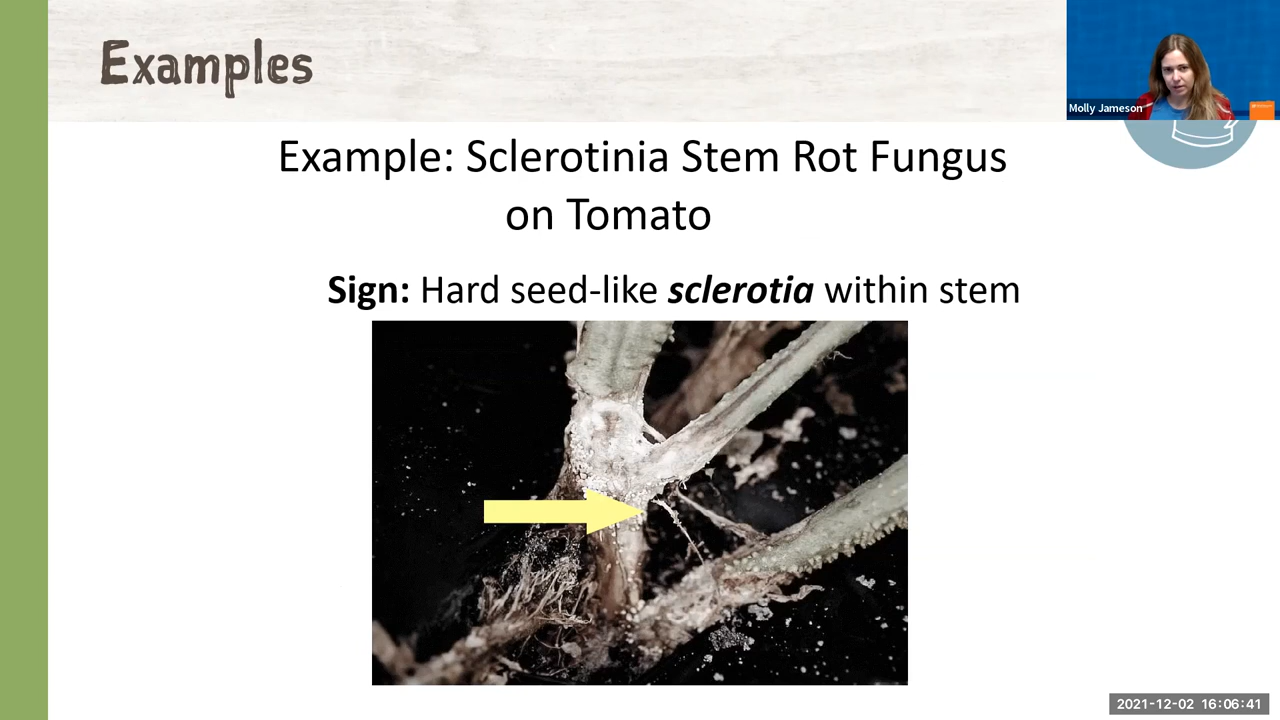 Examples
Molly Jameson
Example: Sclerotinia Stem Rot Fungus
on Tomato
Sign: Hard seed-like sclerotia within stem
2021-12-02 16:06:41